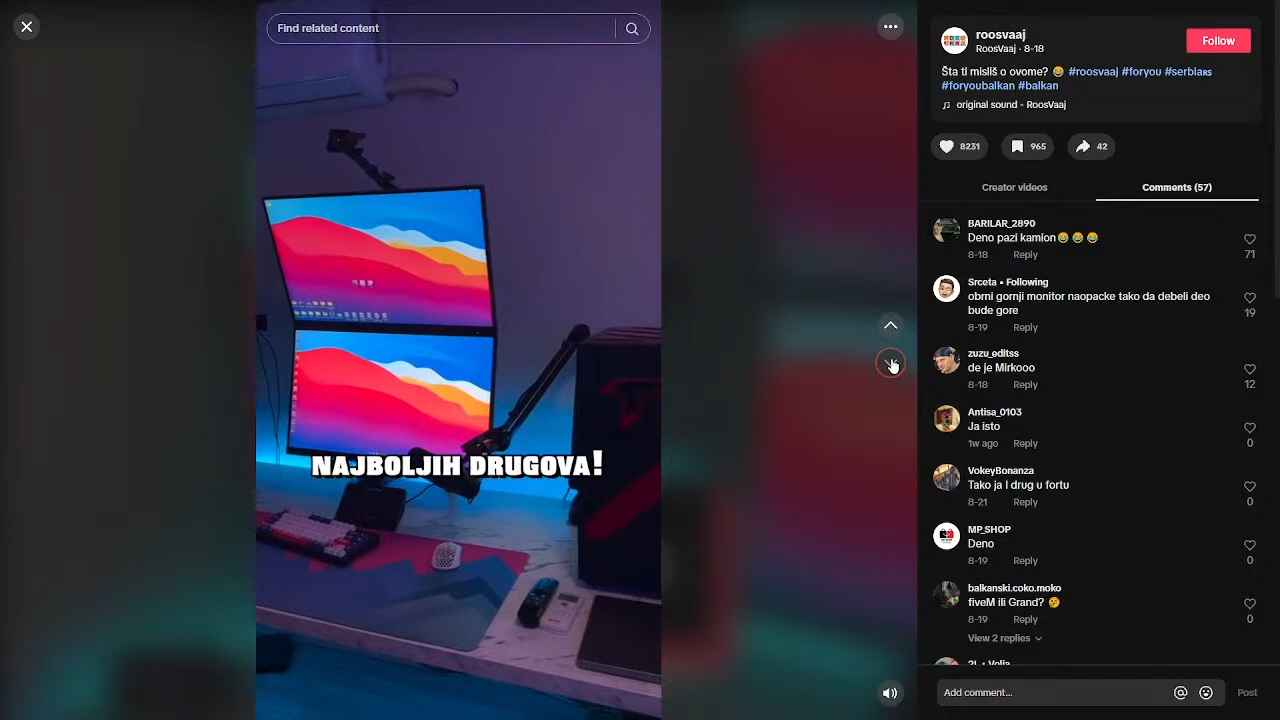 Find related content
NAJBOLJIH DRUGOVA!
roosvaaj
RoosVaaj · 8-18
Follow
Šta ti misliš o ovome? 😂 #roosvaaj #foryou #serbiars
#foryoubalkan #balkan
♫ original sound - RoosVaaj
8231
965
42
Creator videos
Comments (57)
BARILAR_2890
Deno pazi kamion😂😂😂
8-18 Reply
71
Srceta • Following
obrni gornji monitor naopacke tako da debeli deo
bude gore
8-19 Reply
19
zuzu_editss
de je Mirkooo
8-18 Reply
12
Antisa_0103
Ja isto
1w ago Reply
0
VokeyBonanza
Tako ja I drug u fortu
8-21 Reply
0
MP_SHOP
Deno
8-19 Reply
0
balkanski.coko.moko
fiveM ili Grand? 🤔
8-19 Reply
0
View 2 replies
Add comment...
Post